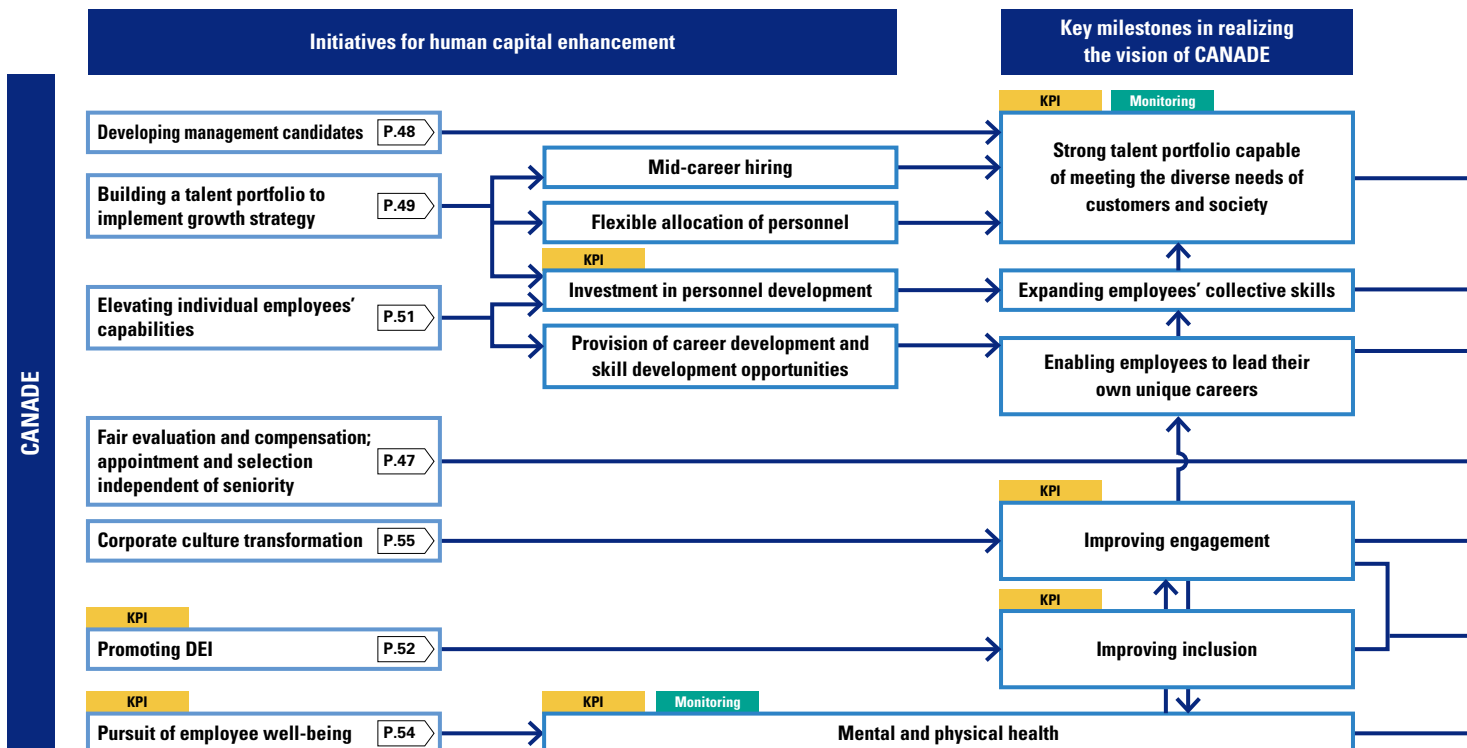 Initiatives for human capital enhancement
Key milestones in realizing
the vision of CANADE
CANADE
KPI
Monitoring
Developing management candidates P.48
Strong talent portfolio capable
of meeting the diverse needs of
customers and society
Mid-career hiring
Building a talent portfolio to
implement growth strategy
P.49
Flexible allocation of personnel
KPI
Investment in personnel development
Expanding employees’ collective skills
Elevating individual employees’
capabilities
P.51
Provision of career development and
skill development opportunities
Enabling employees to lead their
own unique careers
Fair evaluation and compensation;
appointment and selection
independent of seniority
P.47
KPI
Corporate culture transformation P.55
Improving engagement
KPI
KPI
Promoting DEI P.52
Improving inclusion
KPI
KPI
Monitoring
Pursuit of employee well-being P.54
Mental and physical health